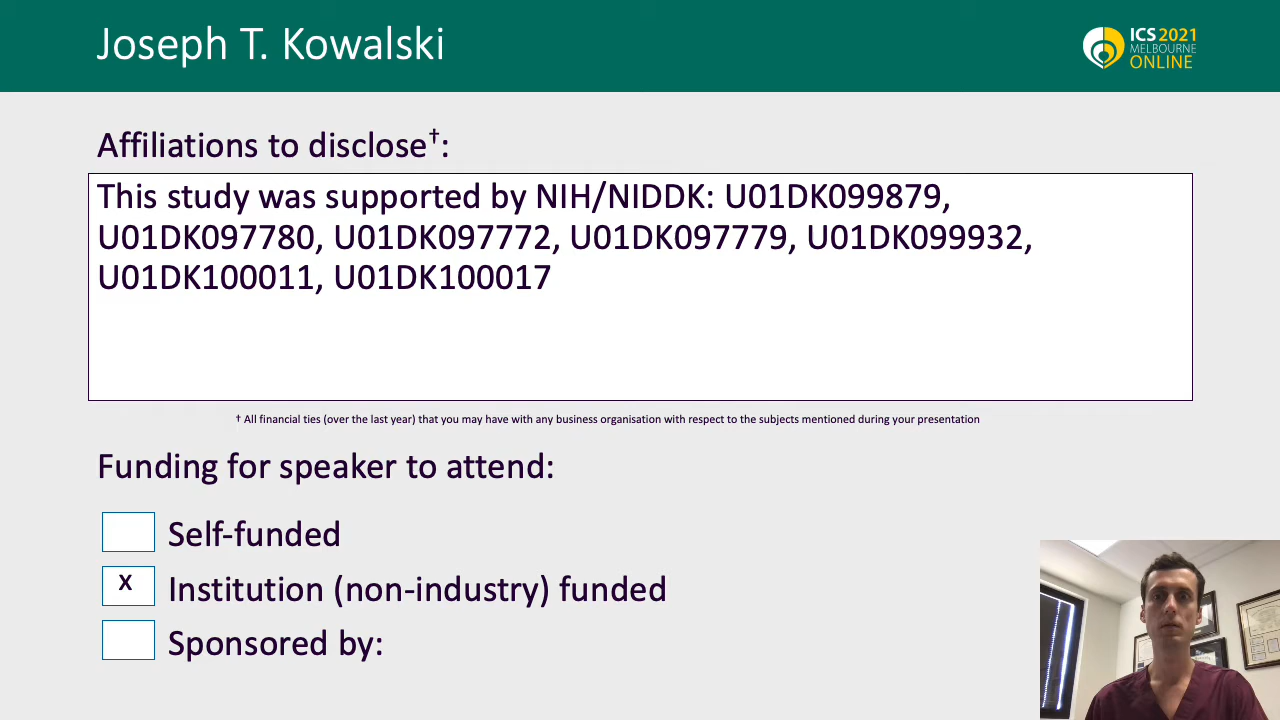 Joseph T. Kowalski
ICS 2021
MELBOURNE
ONLINE
Affiliations to disclose†:
This study was supported by NIH/NIDDK: U01DK099879,
U01DK097780, U01DK097772, U01DK097779, U01DK099932,
U01DK100011, U01DK100017
† All financial ties (over the last year) that you may have with any business organisation with respect to the subjects mentioned during your presentation
Funding for speaker to attend:
Self-funded
X Institution (non-industry) funded
Sponsored by: